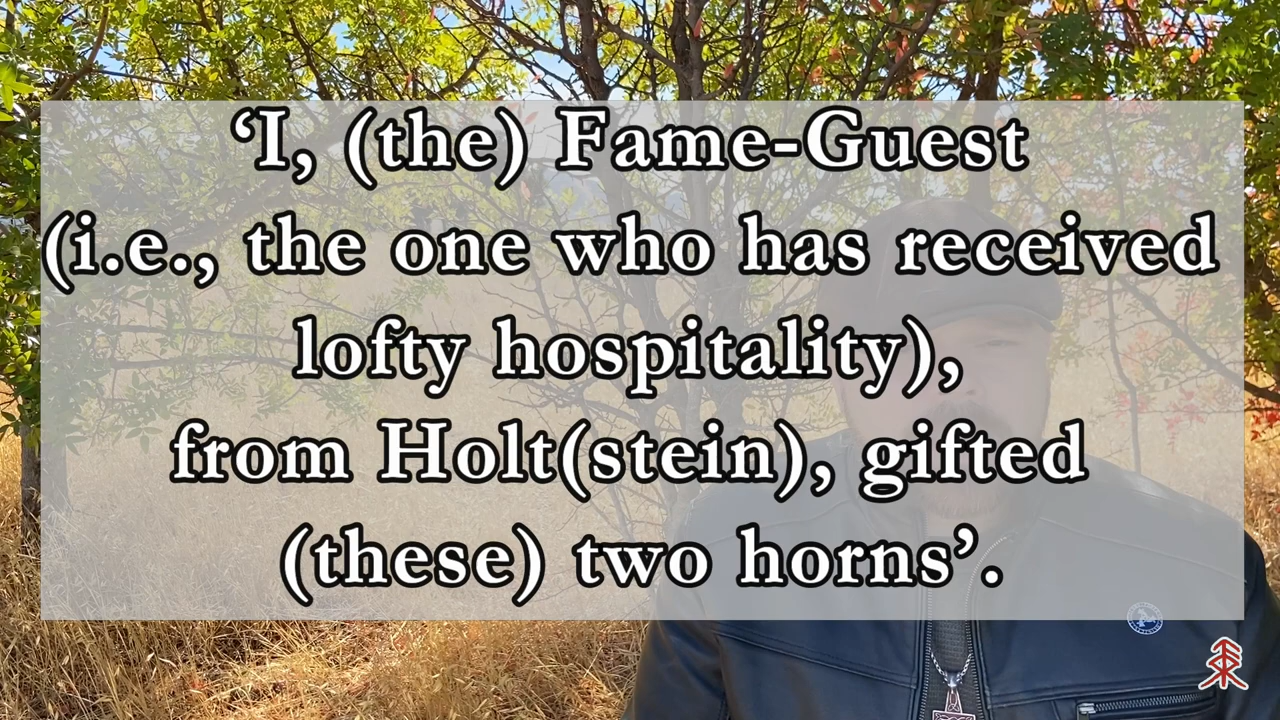 ‘I, (the) Fame-Guest
(i.e., the one who has received
lofty hospitality),
from Holt(stein), gifted
(these) two horns’.